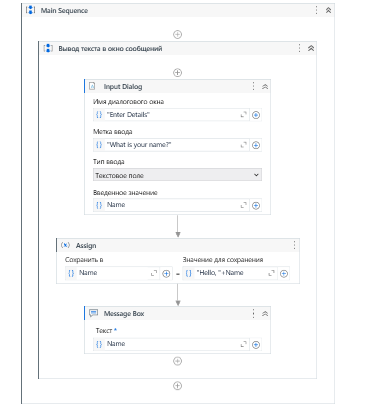 Main Sequence
Вывод текста в окно сообщений
Input Dialog
Имя диалогового окна
"Enter Details"
Метка ввода
"What is your name?"
Тип ввода
Текстовое поле
Введенное значение
Name
Assign
Сохранить в Значение для сохранения
Name = "Hello, "+Name
Message Box
Текст *
Name